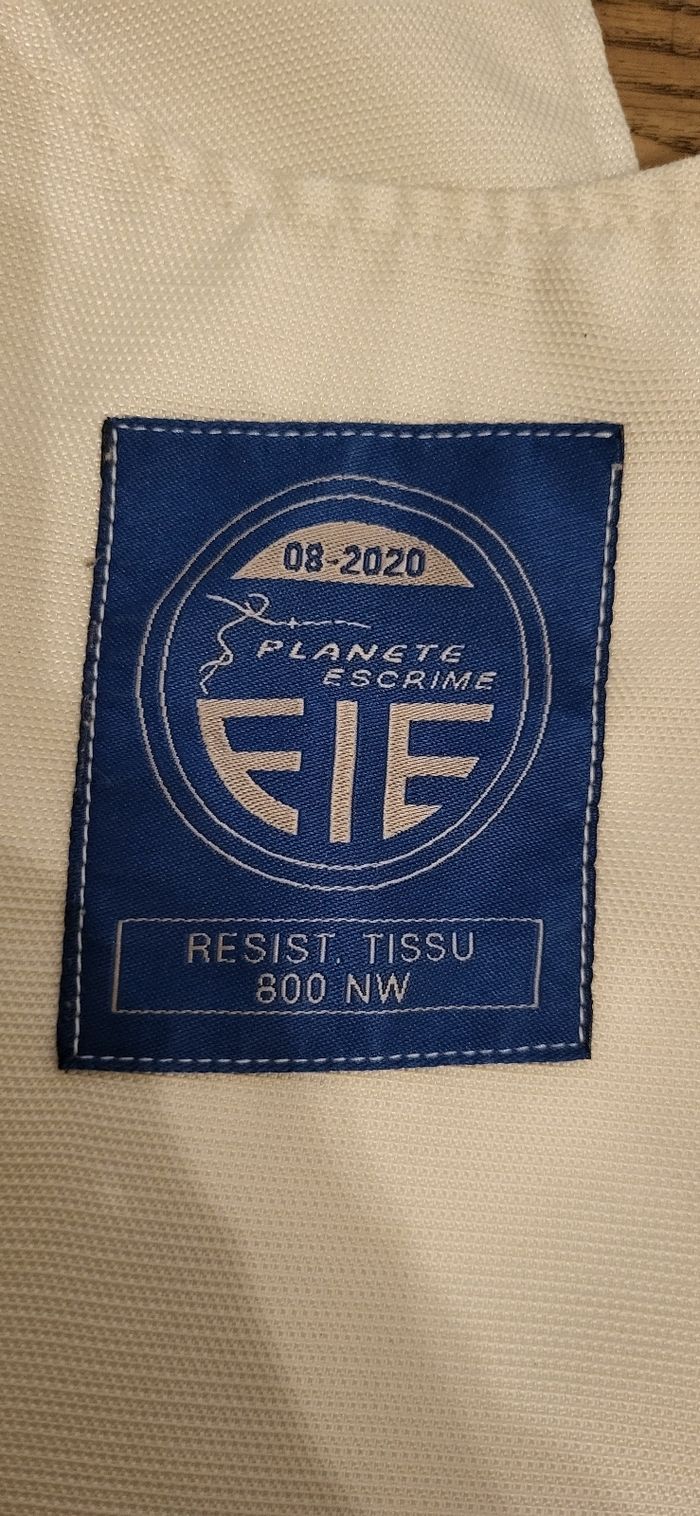 08-2020
PLANETE
ESCRIME
FIE
RESIST. TISSU
800 NW